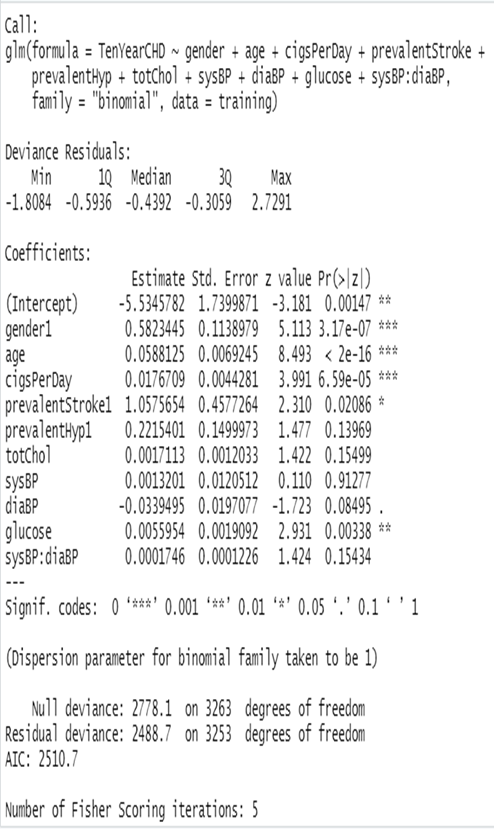 Call:
glm(formula = TenYearCHD ~ gender + age + cigsPerDay + prevalentStroke +
    prevalentHyp + totChol + sysBP + diaBP + glucose + sysBP:diaBP,
    family = "binomial", data = training)

Deviance Residuals:
    Min      1Q  Median      3Q     Max
-1.8084 -0.5936 -0.4392 -0.3059  2.7291

Coefficients:
                 Estimate Std. Error z value Pr(>|z|)
(Intercept)      -5.5345782 1.7399871 -3.181 0.00147 **
gender1          0.5823445 0.1138979 5.113 3.17e-07 ***
age              0.0588125 0.0069245 8.493 < 2e-16 ***
cigsPerDay       0.0176709 0.0044281 3.991 6.59e-05 ***
prevalentStroke1 1.0575654 0.4577264 2.310 0.02086 *
prevalentHyp1    0.2215401 0.1499973 1.477 0.13969
totChol          0.0017113 0.0012033 1.422 0.15499
sysBP            0.0013201 0.0120512 0.110 0.91277
diaBP            -0.0339495 0.0197077 -1.723 0.08495 .
glucose          0.0055954 0.0019092 2.931 0.00338 **
sysBP:diaBP      0.0001746 0.0001226 1.424 0.15434
---
Signif. codes:  0 ‘***’ 0.001 ‘**’ 0.01 ‘*’ 0.05 ‘.’ 0.1 ‘ ’ 1

(Dispersion parameter for binomial family taken to be 1)

    Null deviance: 2778.1  on 3263  degrees of freedom
Residual deviance: 2488.7  on 3253  degrees of freedom
AIC: 2510.7

Number of Fisher Scoring iterations: 5